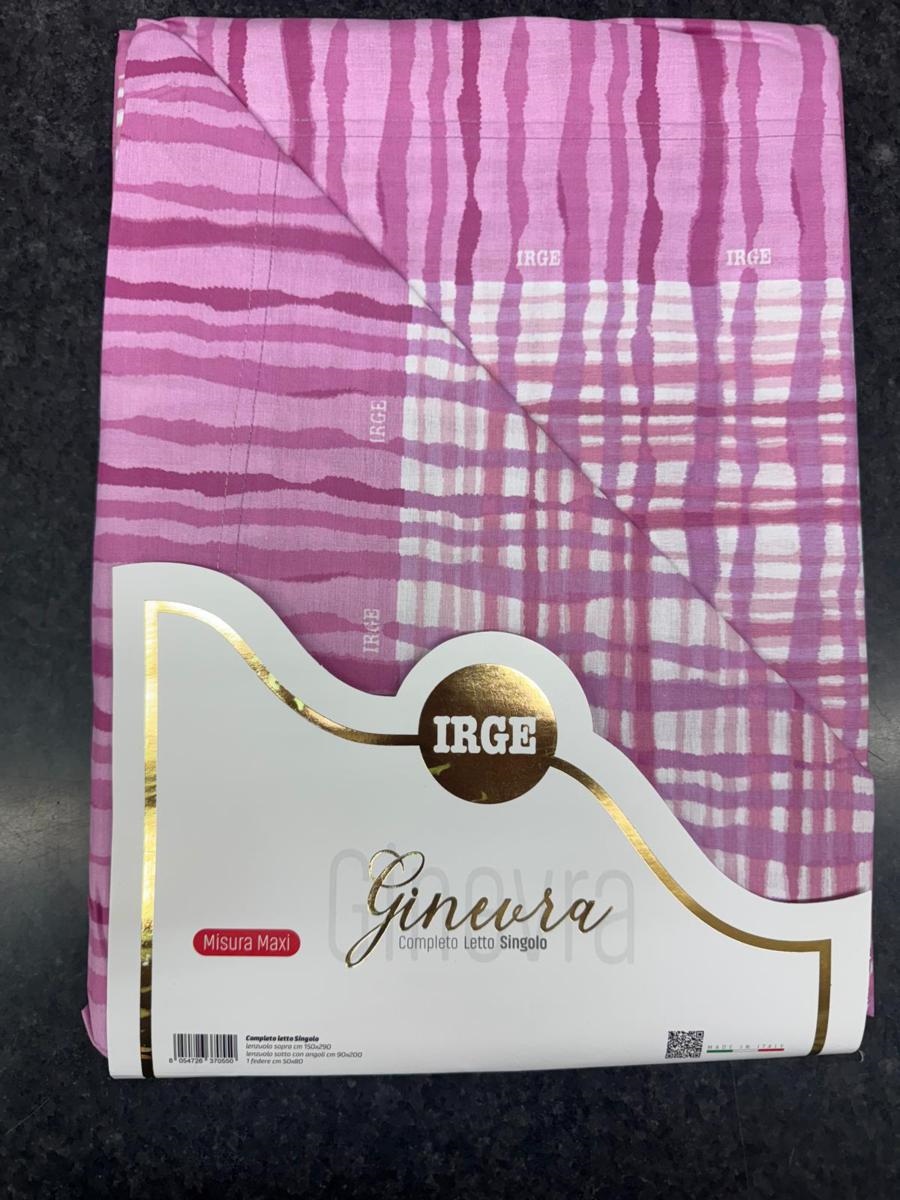 IRGE
IRGE
IRGE
IRGE
IRGE
Ginevra
Ginevra
Completo Letto Singolo
Misura Maxi
Completo letto Singolo
lenzuolo sopra cm 150x290
lenzuolo sotto con angoli cm 90x200
1 federe cm 50x80
8 054726 370550
MADE IN ITALY